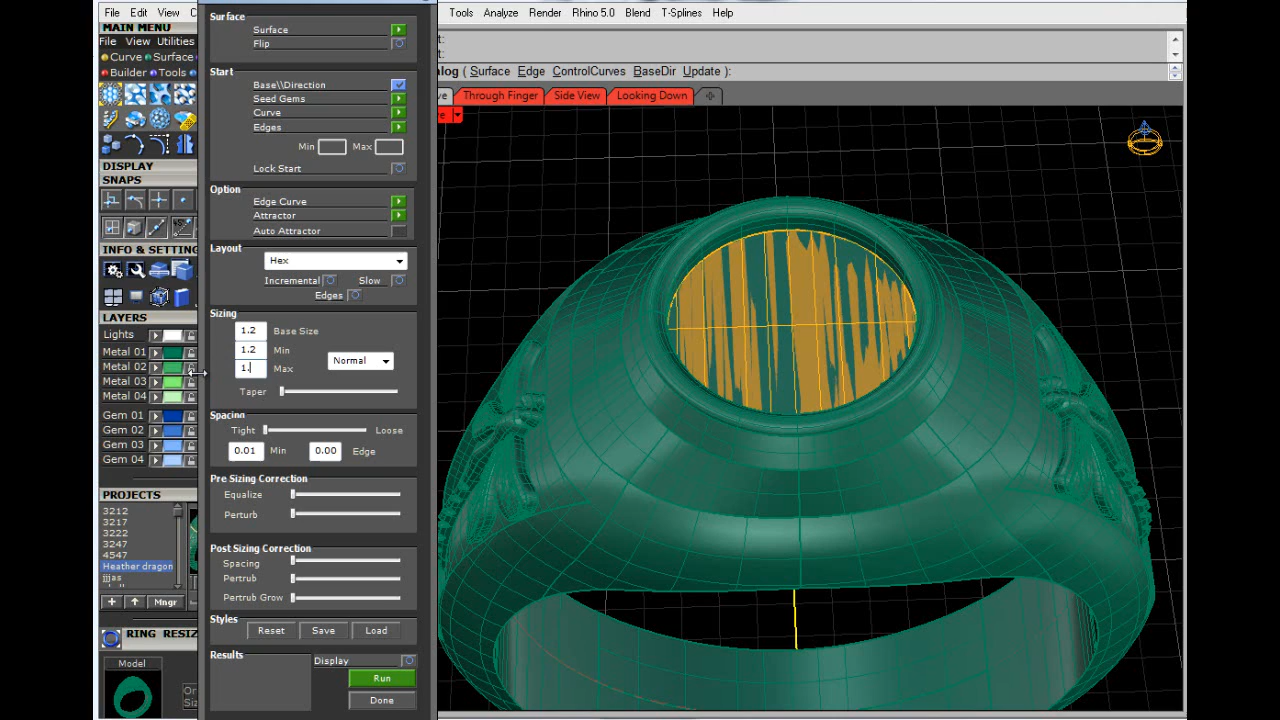 File Edit View C
Tools Analyze Render Rhino 5.0 Blend T-Splines Help
MAIN MENU
File View Utilities
Curve Surface
Builder Tools
DISPLAY
SNAPS
INFO & SETTING
LAYERS
Lights
Metal 01
Metal 02
Metal 03
Metal 04
Gem 01
Gem 02
Gem 03
Gem 04
PROJECTS
3212
3217
3222
3247
4547
Heather dragon
jjjas
Mngr
RING RESIZ
Model
Or
Siz
Surface
Surface
Flip
Start
Base\\Direction
Seed Gems
Curve
Edges
Min Max
Lock Start
Option
Edge Curve
Attractor
Auto Attractor
Layout
Hex
Incremental Slow
Edges
Sizing
1.2 Base Size
1.2 Min
1. Max
Normal
Taper
Spacing
Tight Loose
0.01 Min 0.00 Edge
Pre Sizing Correction
Equalize
Perturb
Post Sizing Correction
Spacing
Pertrub
Pertrub Grow
Styles
Reset Save Load
Results
Display
Run
Done
t:
t:
alog ( Surface Edge ControlCurves BaseDir Update ):
Through Finger Side View Looking Down